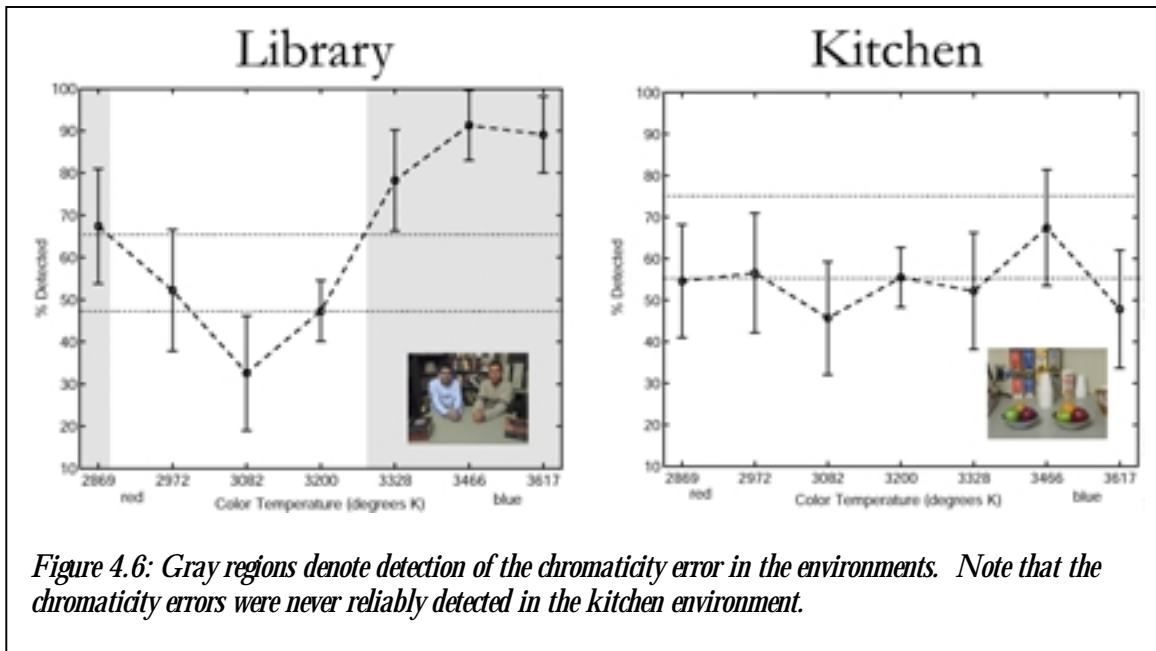 Library
Kitchen
100
90
80
70
60
50
40
30
20
10
% Detected
2869 2972 3082 3200 3328 3466 3617
red
blue
Color Temperature (degrees K)
100
90
80
70
60
50
40
30
20
10
% Detected
2869 2972 3082 3200 3328 3466 3617
red
blue
Color Temperature (degrees K)
Figure 4.6: Gray regions denote detection of the chromaticity error in the environments. Note that the
chromaticity errors were never reliably detected in the kitchen environment.